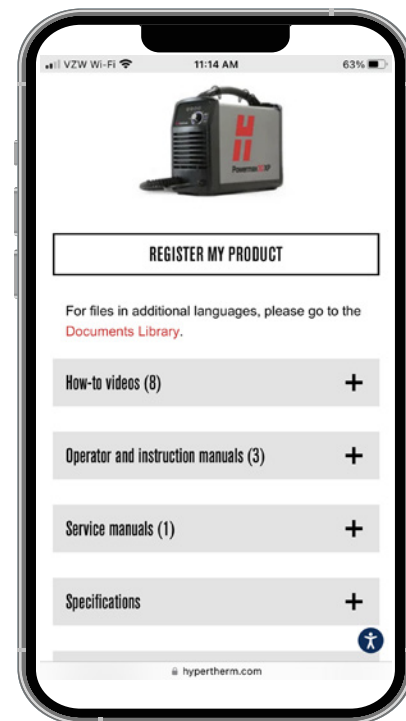 VZW Wi-Fi 11:14 AM 63%
REGISTER MY PRODUCT
For files in additional languages, please go to the
Documents Library.
How-to videos (8)
Operator and instruction manuals (3)
Service manuals (1)
Specifications
hypertherm.com